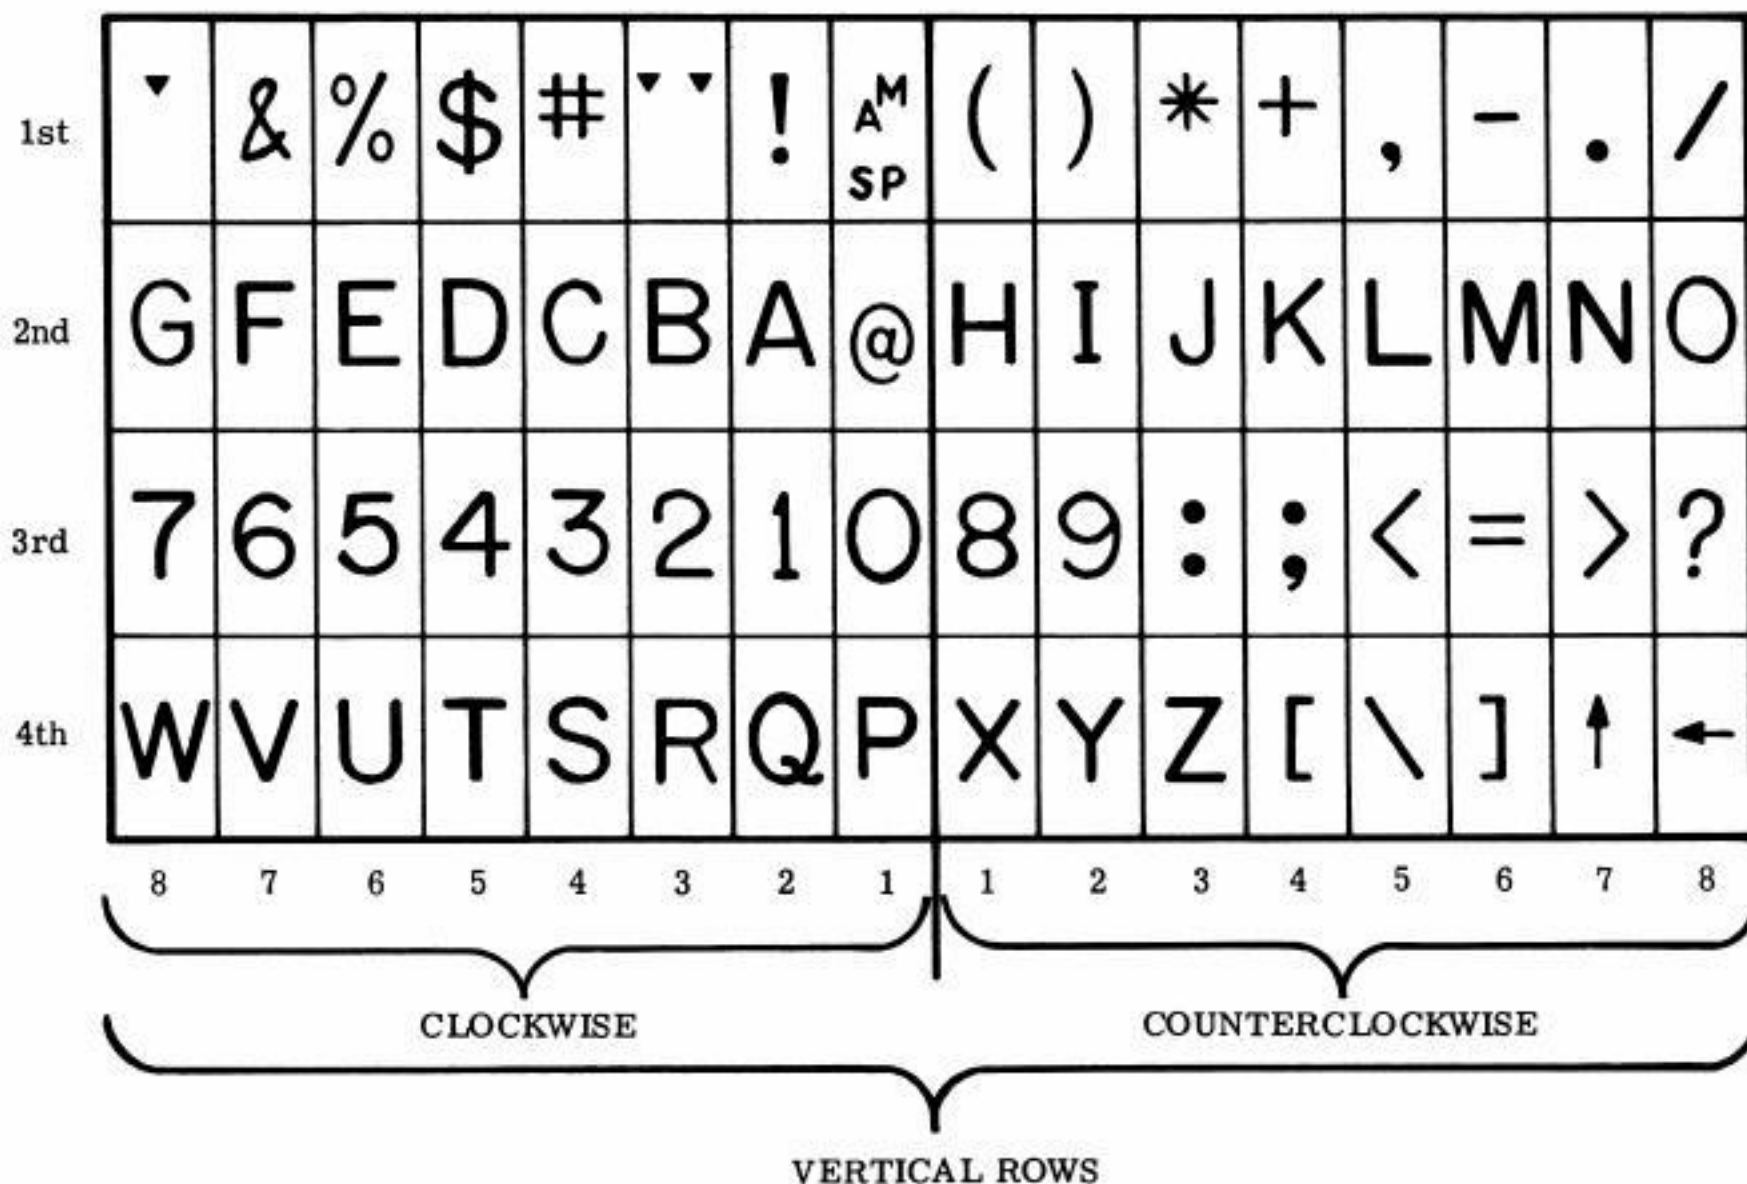 1st ' & % $ # " ! AM SP ( ) * + , - . /
2nd G F E D C B A @ H I J K L M N O
3rd 7 6 5 4 3 2 1 0 8 9 : ; < = > ?
4th W V U T S R Q P X Y Z [ \ ] ↑ ←
8 7 6 5 4 3 2 1 1 2 3 4 5 6 7 8
CLOCKWISE COUNTERCLOCKWISE
VERTICAL ROWS